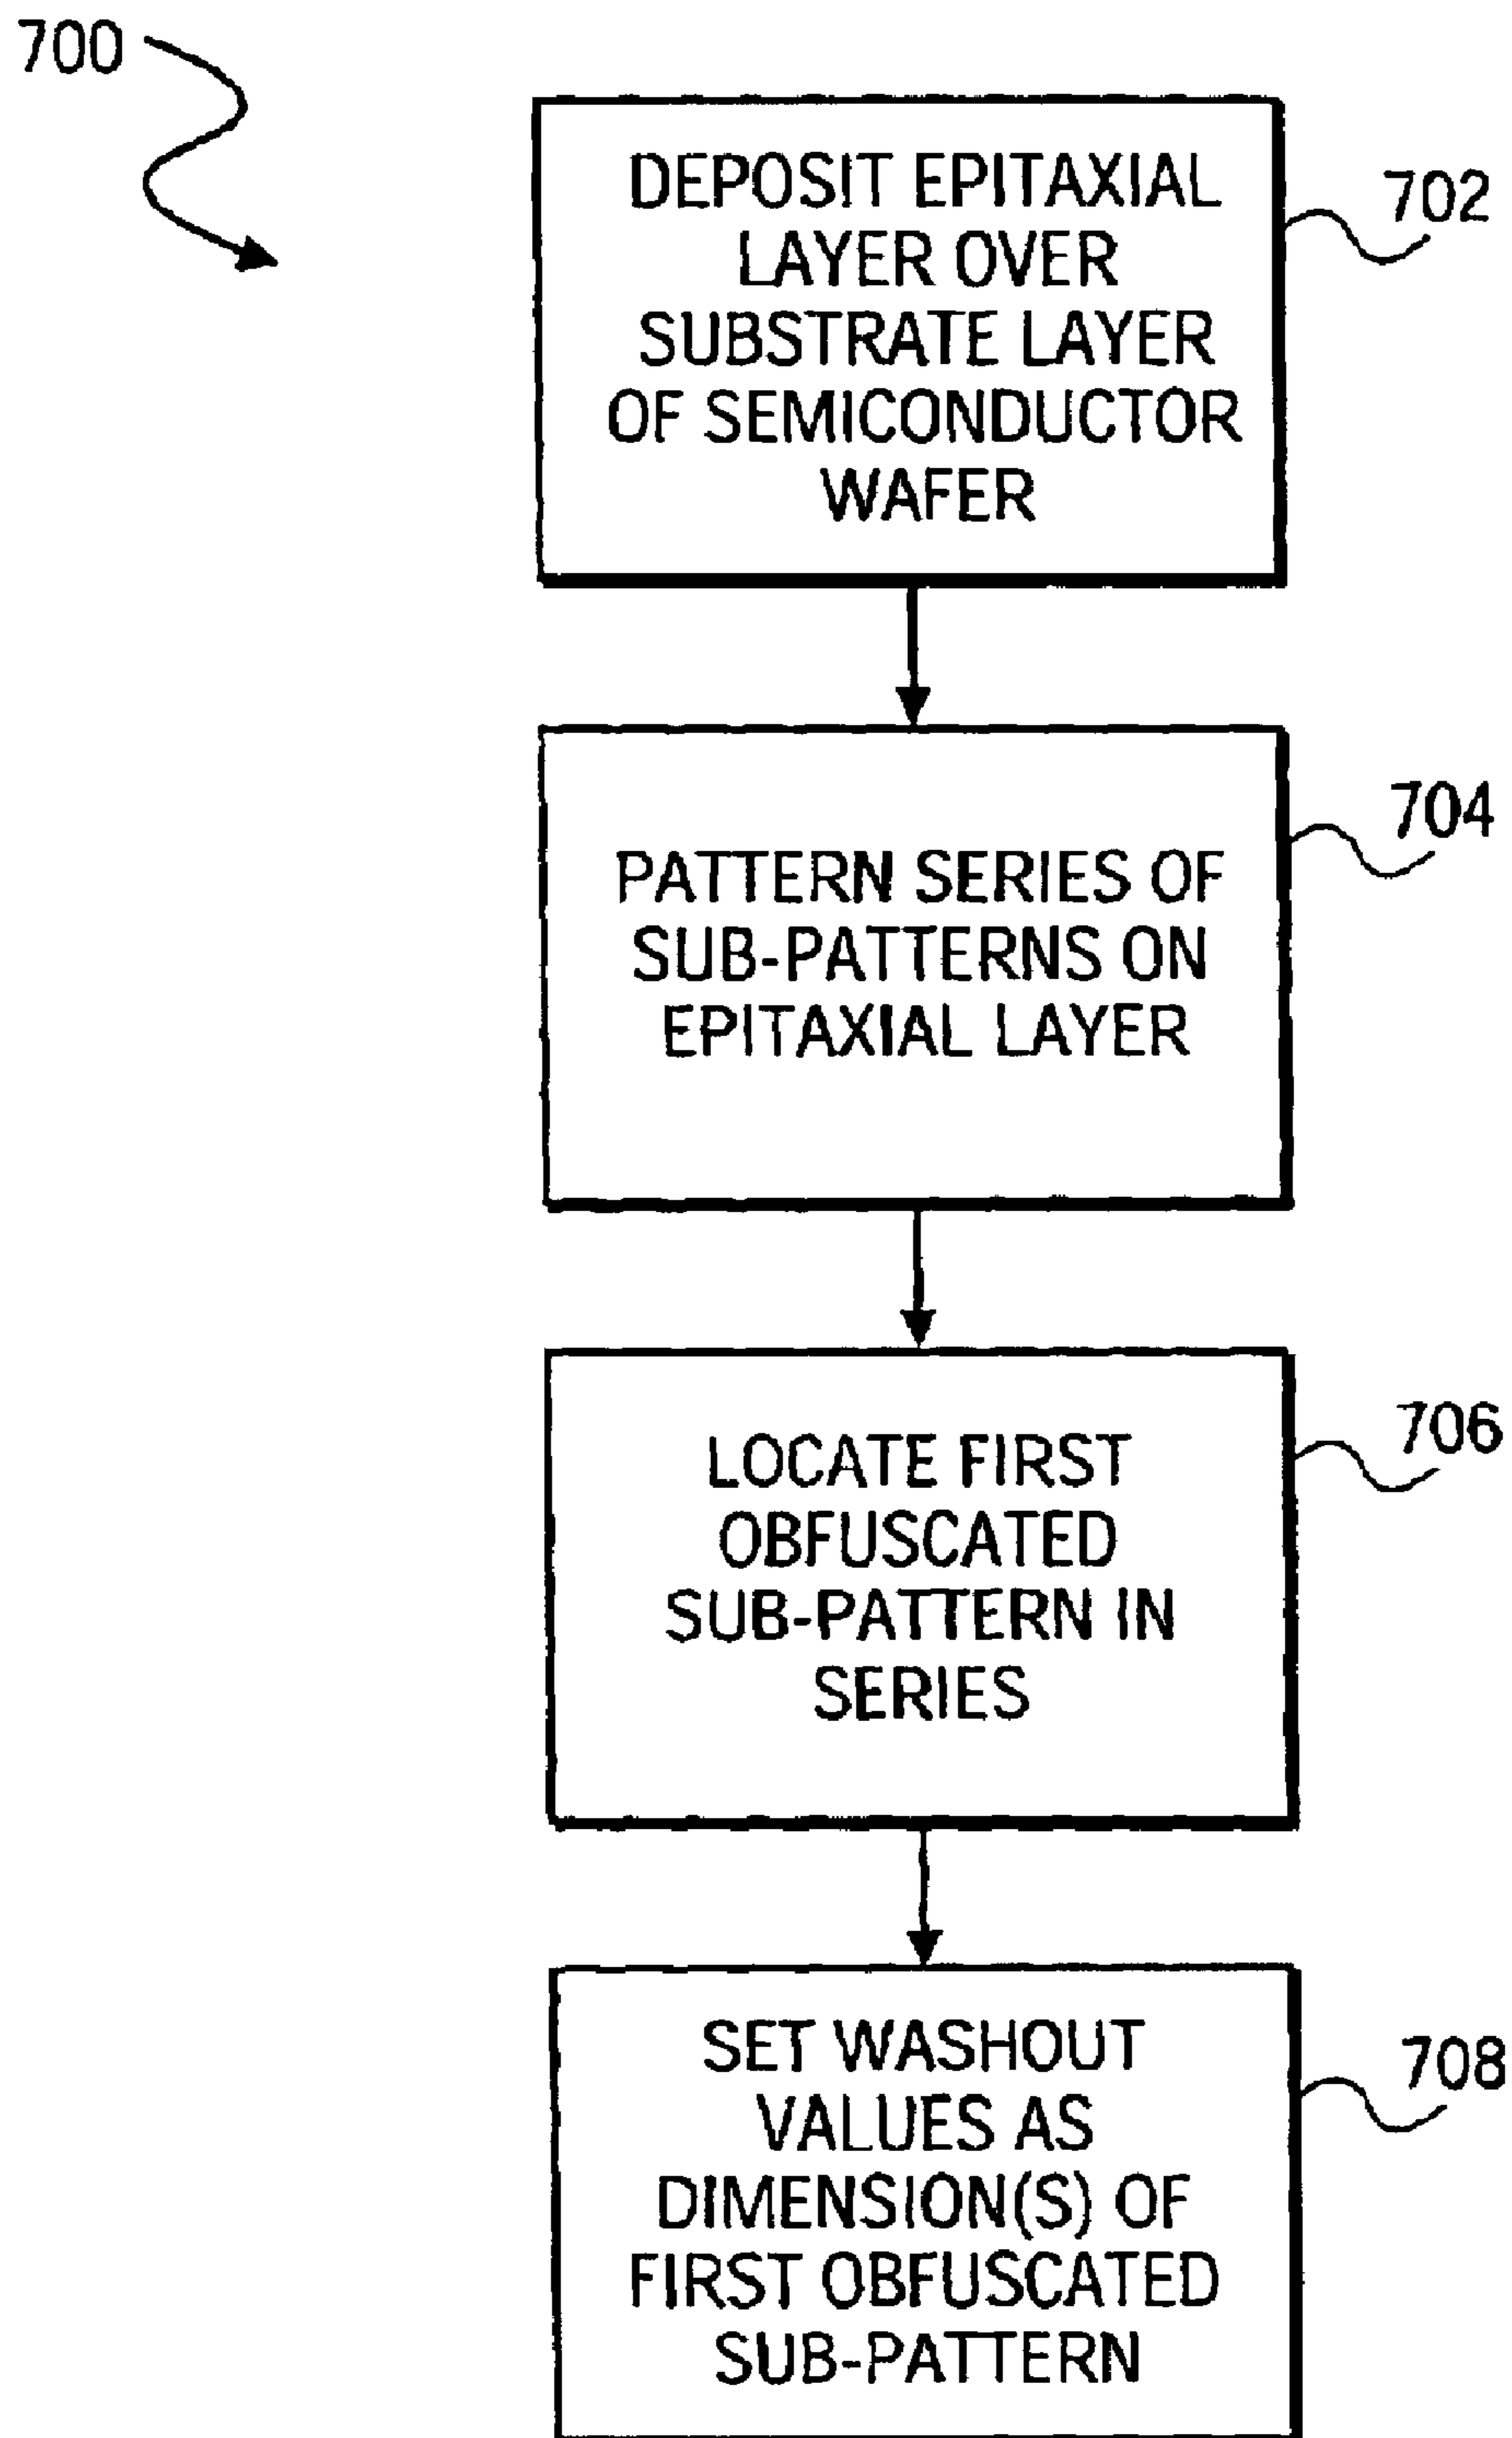 700
DEPOSIT EPITAXIAL
LAYER OVER
SUBSTRATE LAYER
OF SEMICONDUCTOR
WAFER
702
PATTERN SERIES OF
SUB-PATTERNS ON
EPITAXIAL LAYER
704
LOCATE FIRST
OBFUSCATED
SUB-PATTERN IN
SERIES
706
SET WASHOUT
VALUES AS
DIMENSION(S) OF
FIRST OBFUSCATED
SUB-PATTERN
708